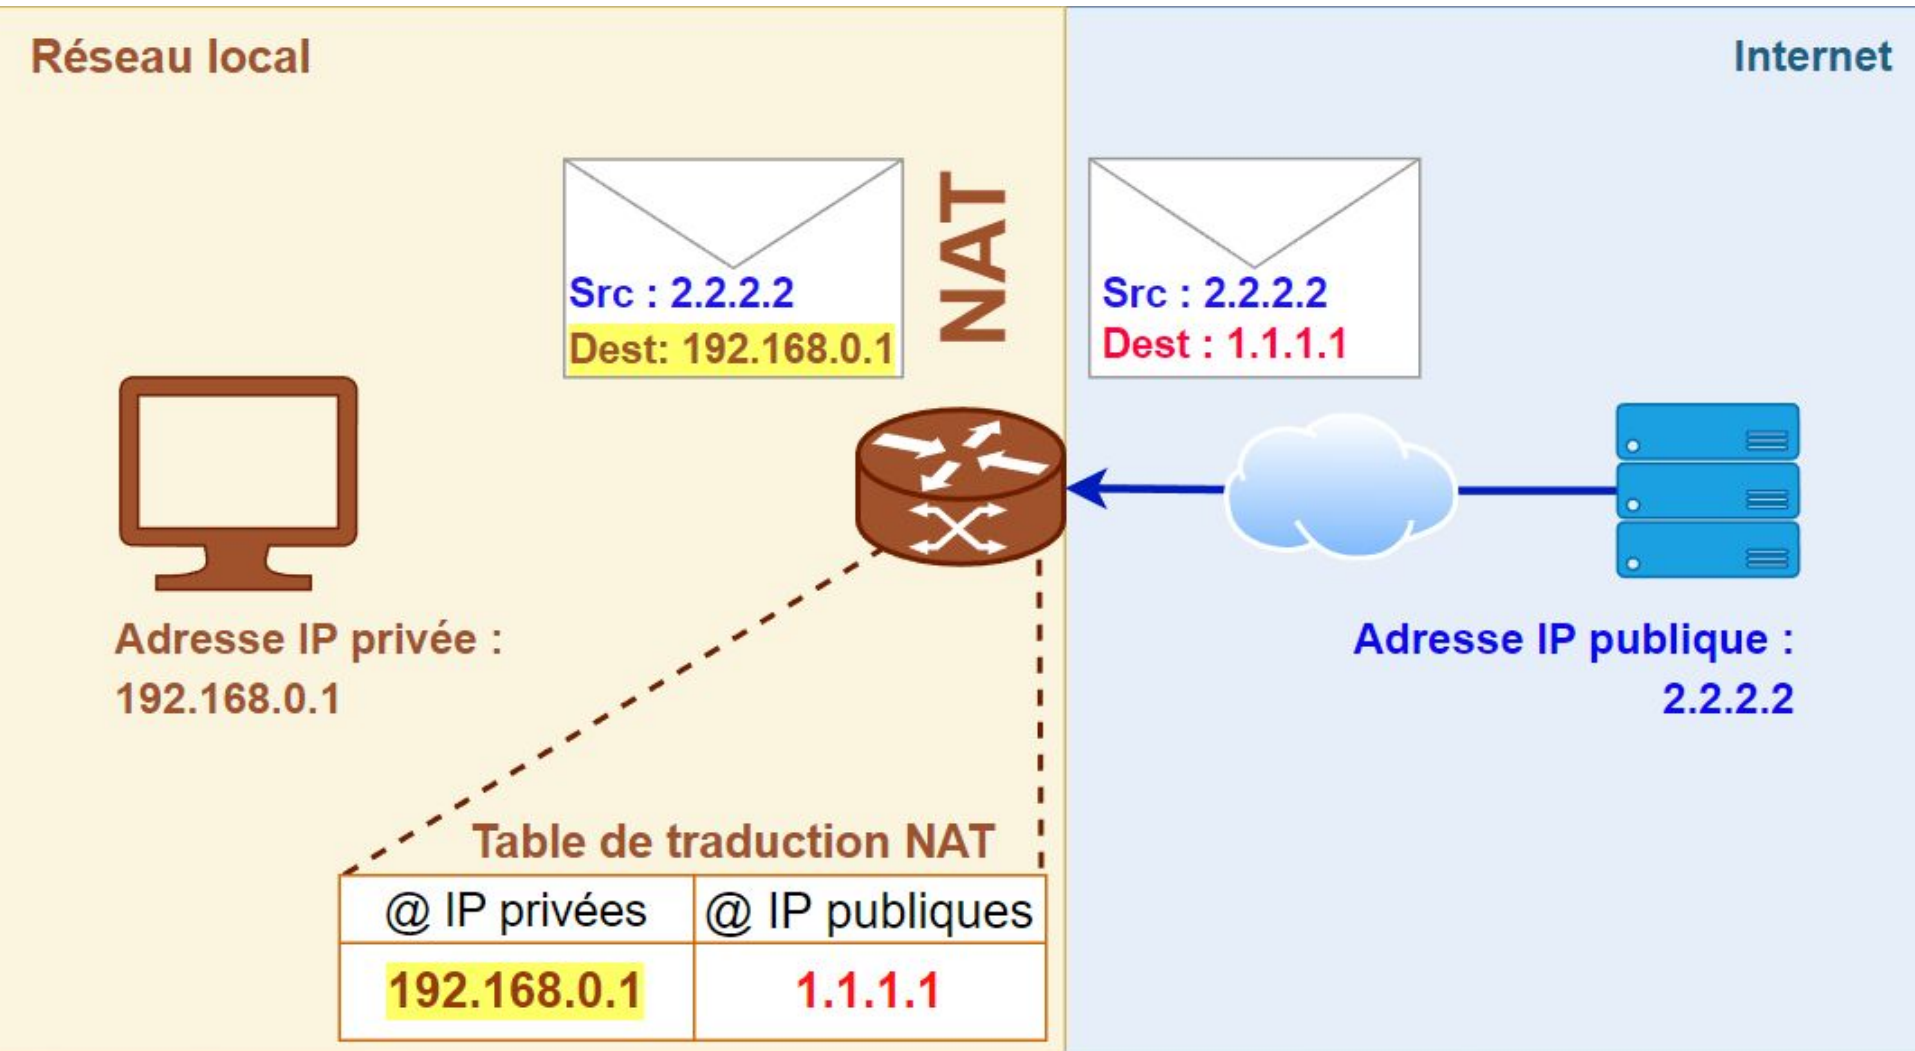 Réseau local
Internet
NAT
Src : 2.2.2.2
Dest: 192.168.0.1
Src : 2.2.2.2
Dest : 1.1.1.1
Adresse IP privée :
192.168.0.1
Adresse IP publique :
2.2.2.2
Table de traduction NAT
@ IP privées @ IP publiques
192.168.0.1 1.1.1.1